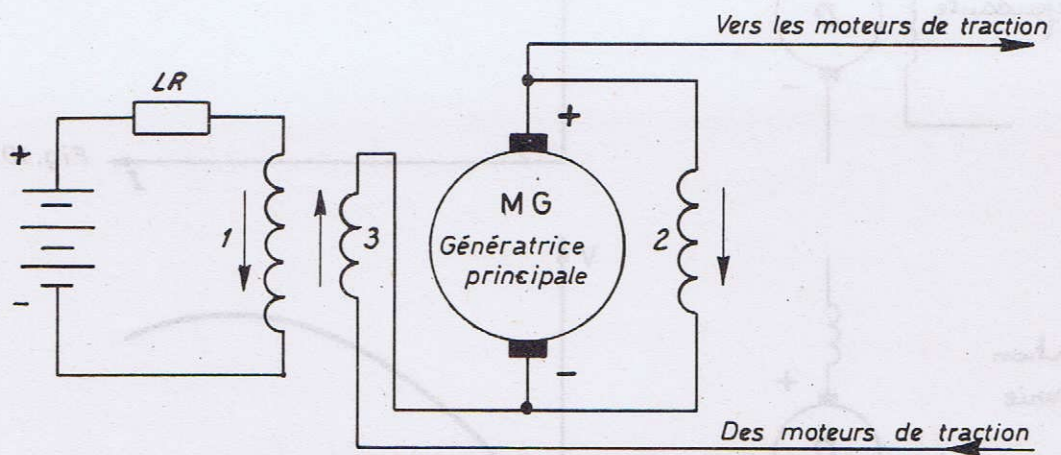 Vers les moteurs de traction
LR
+
+
MG
Génératrice
principale
1
3
2
-
-
Des moteurs de traction